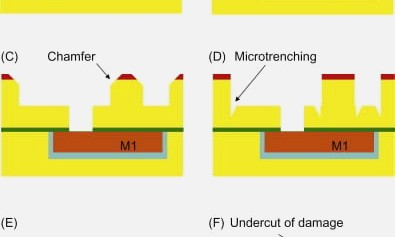 (C) Chamfer (D) Microtrenching
M1 M1
(E) (F) Undercut of damage